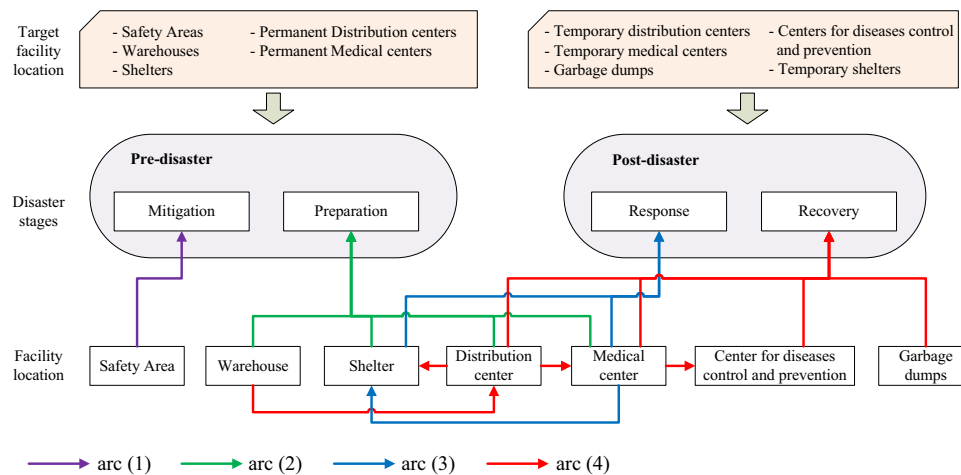 Target
facility
location
- Safety Areas
- Warehouses
- Shelters
- Permanent Distribution centers
- Permanent Medical centers
- Temporary distribution centers
- Temporary medical centers
- Garbage dumps
- Centers for diseases control
and prevention
- Temporary shelters
Disaster
stages
Pre-disaster
Mitigation
Preparation
Post-disaster
Response
Recovery
Facility
location
Safety Area
Warehouse
Shelter
Distribution
center
Medical
center
Center for diseases
control and prevention
Garbage
dumps
arc (1)
arc (2)
arc (3)
arc (4)